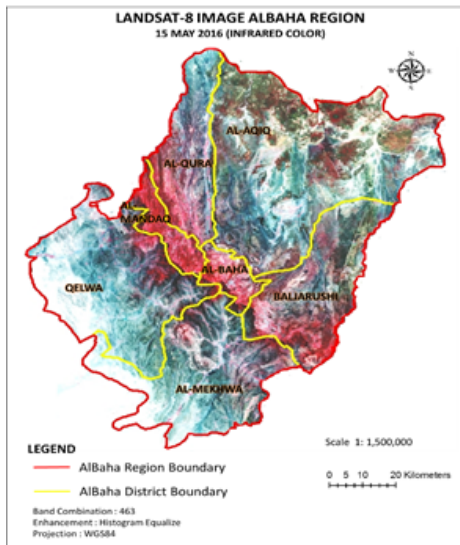 LANDSAT-8 IMAGE ALBAHA REGION
15 MAY 2016 (INFRARED COLOR)
N
W E
S
AL-AQIQ
AL-QURA
AL-
MANDAQ
AL-BAHA
QELWA
BALJARUSHI
AL-MEKHWA
LEGEND
AlBaha Region Boundary
AlBaha District Boundary
Band Combination : 463
Enhancement : Histogram Equalize
Projection : WGS84
Scale 1: 1,500,000
0 5 10 20 Kilometers